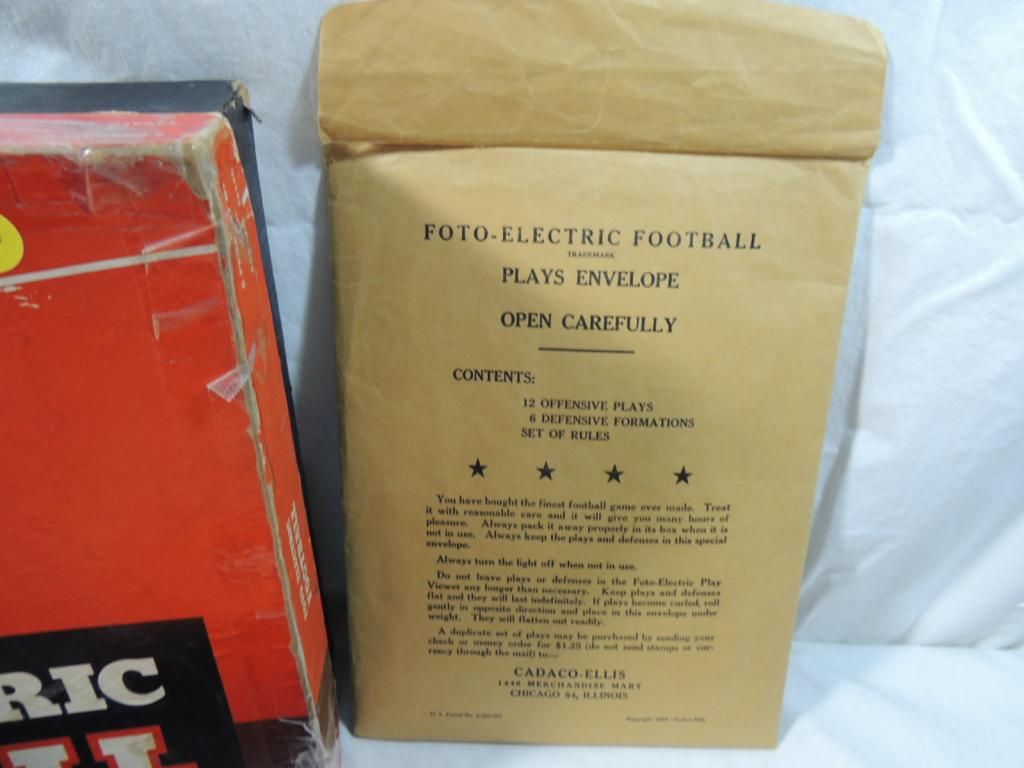 FOTO-ELECTRIC FOOTBALL
TRADEMARK
PLAYS ENVELOPE
OPEN CAREFULLY
CONTENTS:
12 OFFENSIVE PLAYS
6 DEFENSIVE FORMATIONS
SET OF RULES
You have bought the finest football game ever made. Treat
it with reasonable care and it will give you many hours of
pleasure. Always pack it away properly in its box when it is
not in use. Always keep the plays and defenses in this special
envelope.
Always turn the light off when not in use.
Do not leave plays or defenses in the Foto-Electric Play
Viewer any longer than necessary. Keep plays and defenses
flat and they will last indefinitely. If plays become curled, roll
gently in opposite direction and place in this envelope under
weight. They will flatten out readily.
A duplicate set of plays may be purchased by sending your
check or money order for $1.25 (do not send stamps or cur-
rency through the mail) to—
CADACO-ELLIS
1446 MERCHANDISE MART
CHICAGO 54, ILLINOIS
U. S. Patent No.
Copyright
RIC
LL